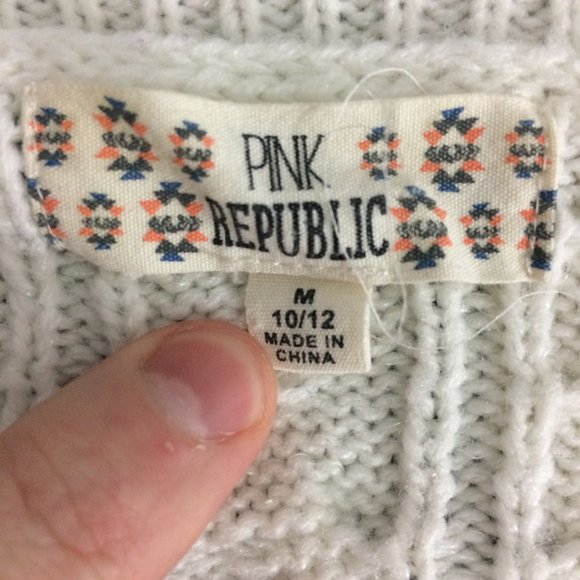 PINK
REPUBLIC
M
10/12
MADE IN
CHINA